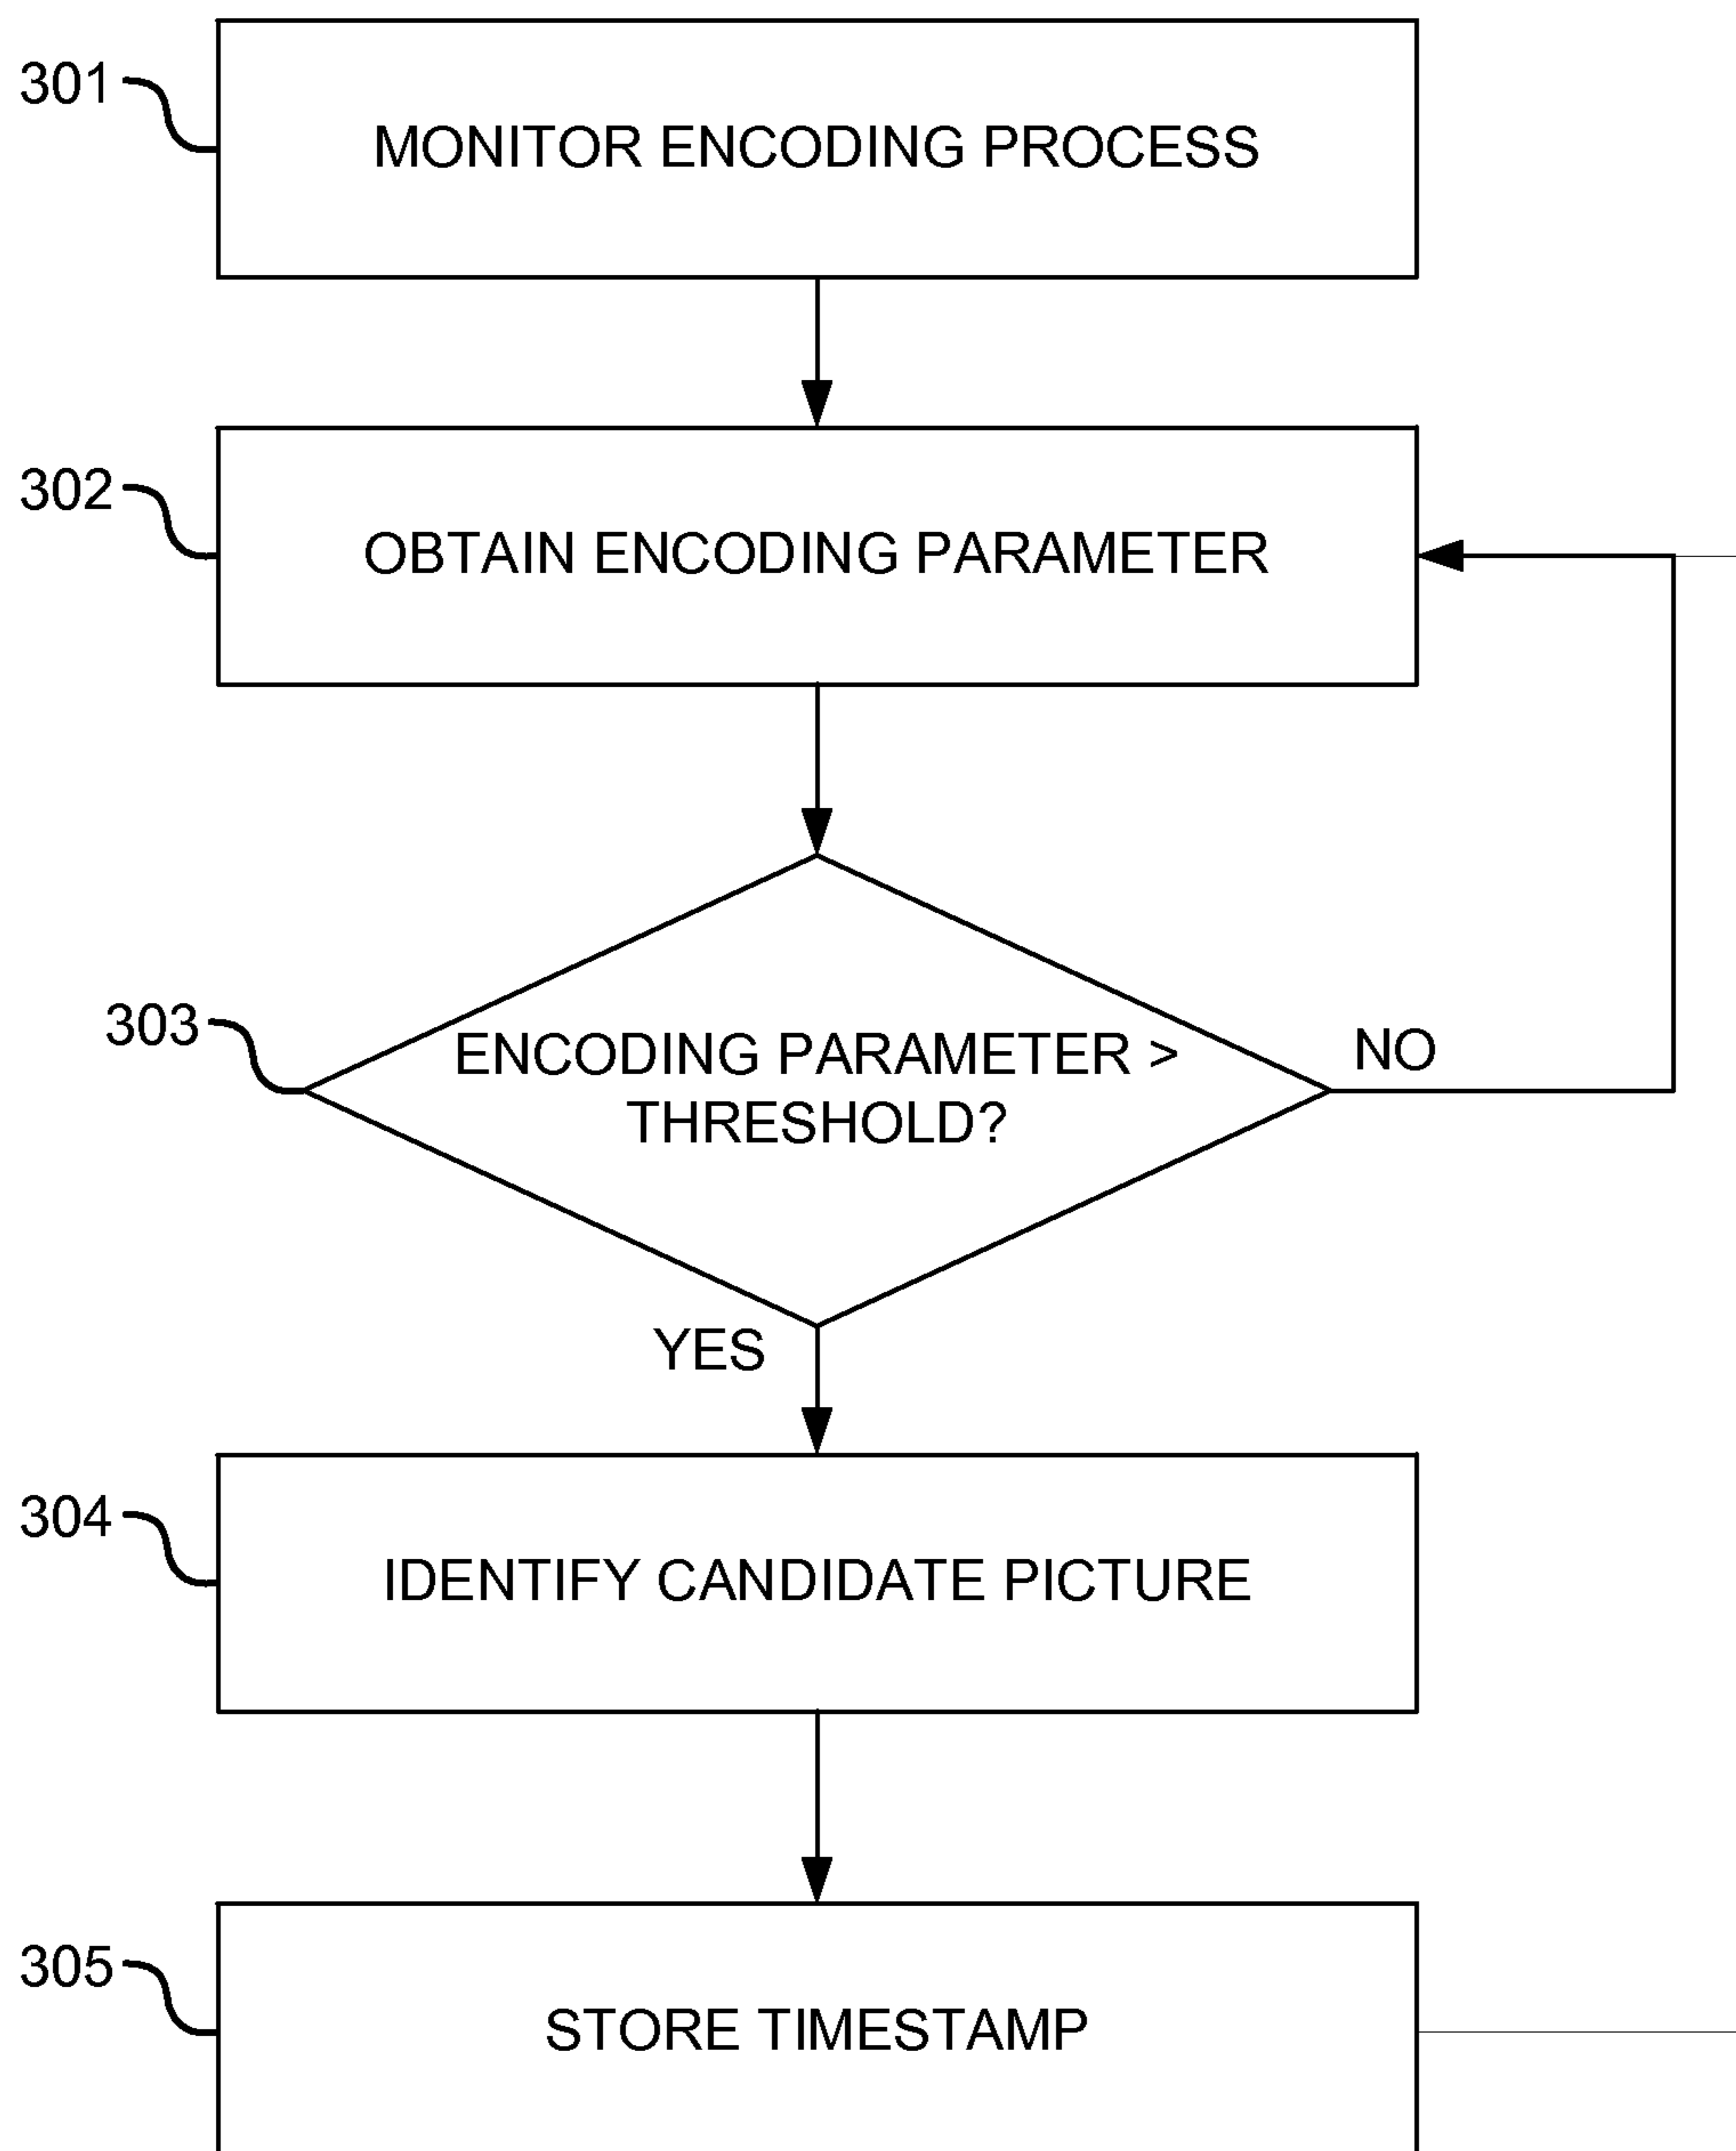 301
MONITOR ENCODING PROCESS
302
OBTAIN ENCODING PARAMETER
303
ENCODING PARAMETER >
THRESHOLD?
NO
YES
304
IDENTIFY CANDIDATE PICTURE
305
STORE TIMESTAMP